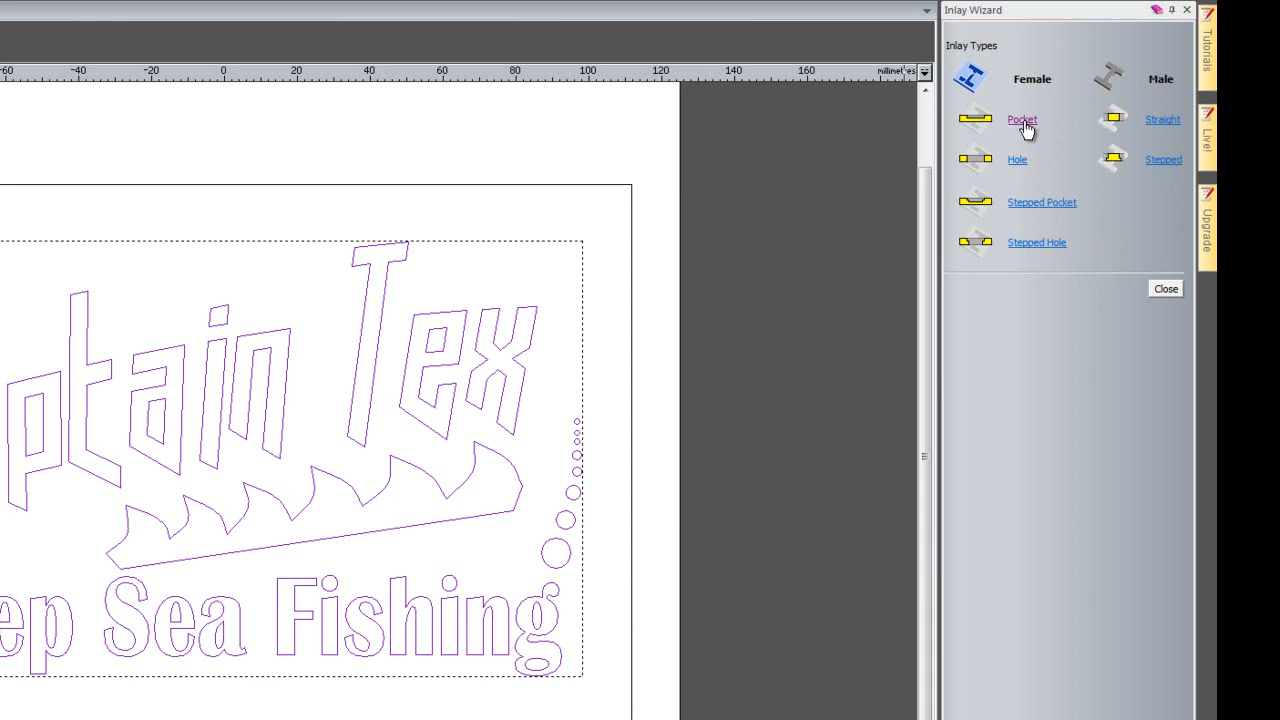 Inlay Wizard
-60 -40 -20 0 20 40 60 80 100 120 140 160
Inlay Types
Female Male
Pocket Straight
Hole Stepped
Stepped Pocket
Stepped Hole
Close
Tutorials
Live!
Upgrade
ptain Tex
ep Sea Fishing